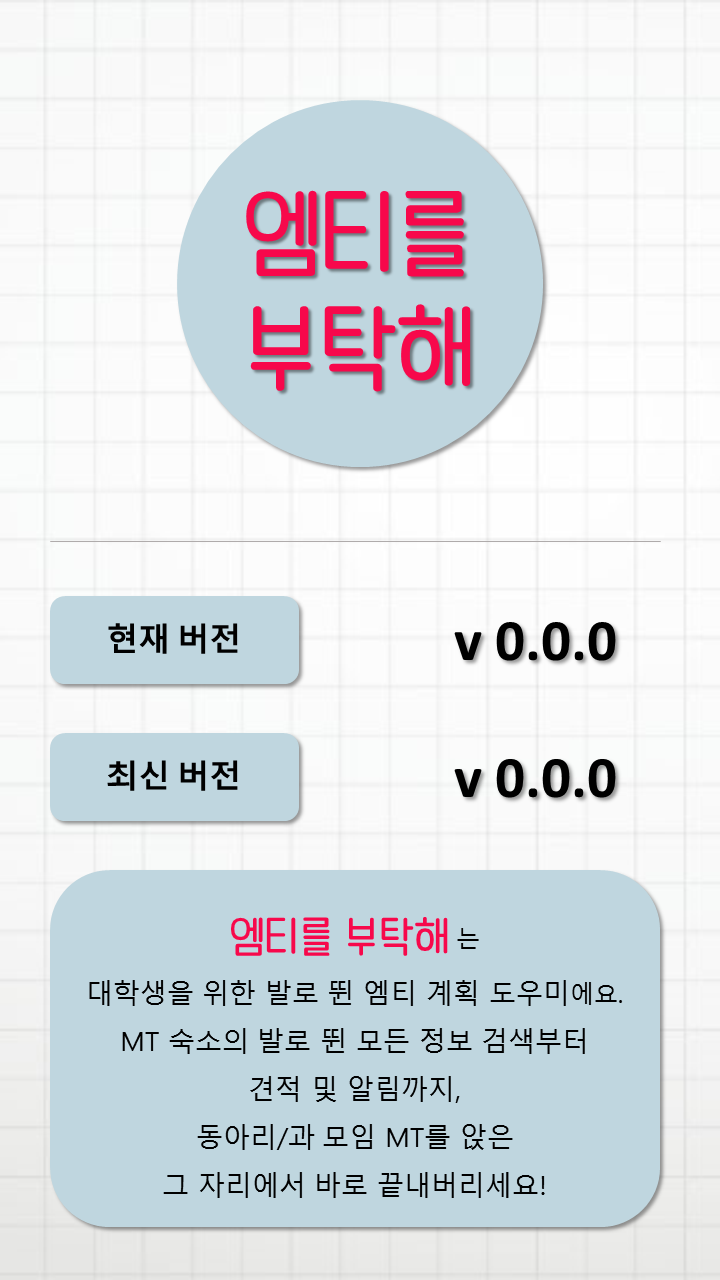 엠티를
부탁해
현재 버전
v 0.0.0
최신 버전
v 0.0.0
엠티를 부탁해 는
대학생을 위한 발로 뛴 엠티 계획 도우미에요.
MT 숙소의 발로 뛴 모든 정보 검색부터
견적 및 알림까지,
동아리/과 모임 MT를 앉은
그 자리에서 바로 끝내버리세요!